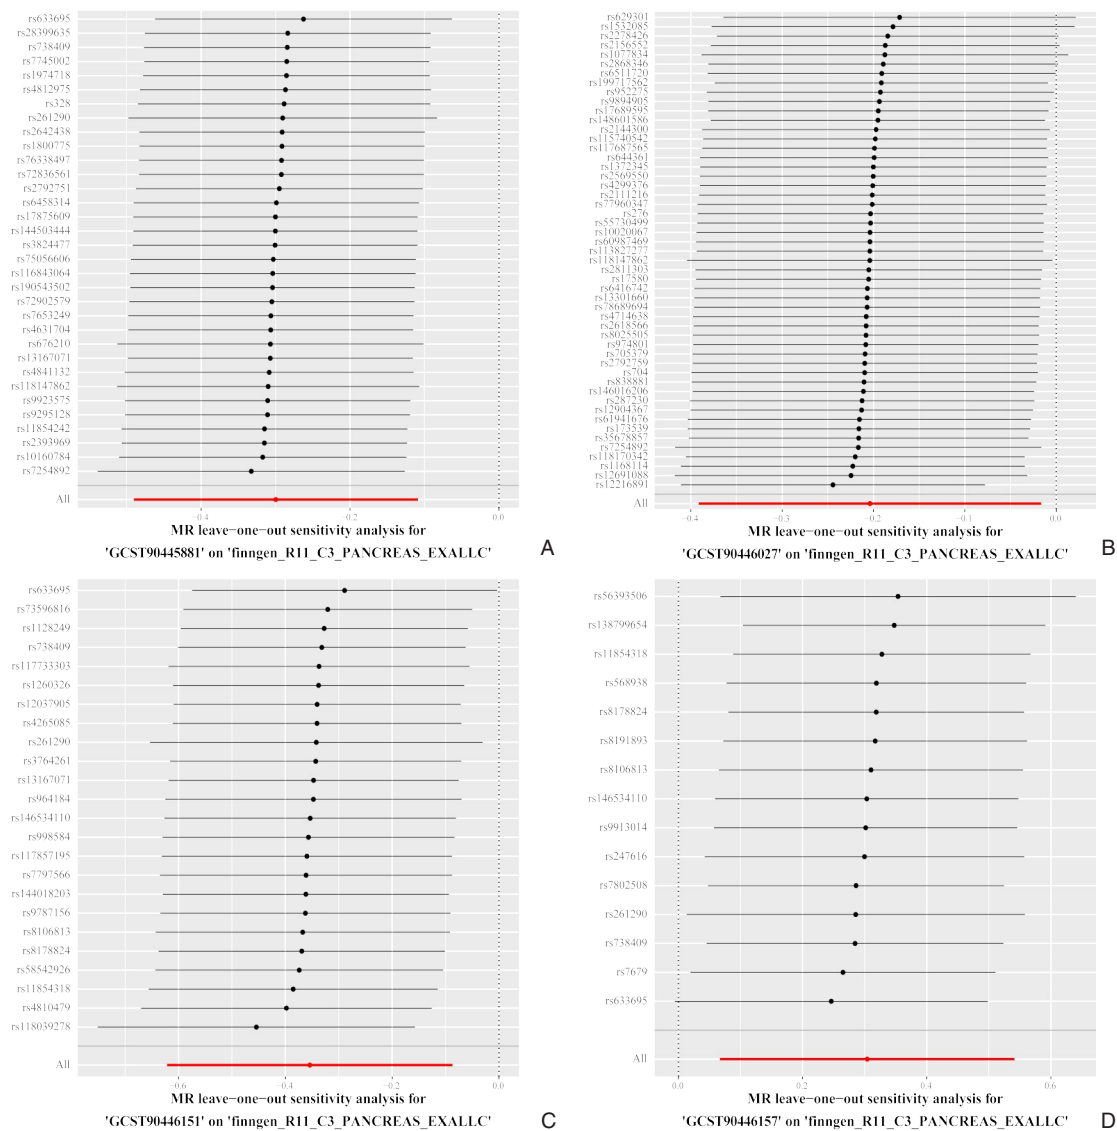 rs633695
rs28399635
rs738409
rs7745002
rs1974718
rs4812975
rs328
rs261290
rs2642438
rs1800775
rs76338497
rs72836561
rs2792751
rs6458314
rs17875609
rs144503444
rs3824477
rs75056606
rs116843064
rs190543502
rs72902579
rs7653249
rs4631704
rs676210
rs13167071
rs4841132
rs118147862
rs9923575
rs9295128
rs11854242
rs2393969
rs10160784
rs7254892
All
−0.4 −0.2 0.0
MR leave−one−out sensitivity analysis for
'GCST90445881' on 'finngen_R11_C3_PANCREAS_EXALLC'
A
rs629301
rs1532085
rs2278426
rs2156552
rs1077834
rs2868346
rs6511720
rs199717562
rs952275
rs9894905
rs17689595
rs148601586
rs2144300
rs115740542
rs117687565
rs644361
rs1372345
rs2569550
rs4299376
rs2111216
rs77960347
rs276
rs55730499
rs10020067
rs60987469
rs113827277
rs118147862
rs2811303
rs17580
rs6416742
rs13301660
rs78689694
rs4714638
rs2618566
rs8025505
rs974801
rs705379
rs2792759
rs704
rs838881
rs146016206
rs287230
rs12904367
rs61941676
rs173539
rs35678857
rs7254892
rs118170342
rs1168114
rs12691088
rs12216891
All
−0.4 −0.3 −0.2 −0.1 0.0
MR leave−one−out sensitivity analysis for
'GCST90446027' on 'finngen_R11_C3_PANCREAS_EXALLC'
B
rs633695
rs73596816
rs1128249
rs738409
rs117733303
rs1260326
rs12037905
rs4265085
rs261290
rs3764261
rs13167071
rs964184
rs146534110
rs998584
rs117857195
rs7797566
rs144018203
rs9787156
rs8106813
rs8178824
rs58542926
rs11854318
rs4810479
rs118039278
All
−0.6 −0.4 −0.2 0.0
MR leave−one−out sensitivity analysis for
'GCST90446151' on 'finngen_R11_C3_PANCREAS_EXALLC'
C
rs56393506
rs138799654
rs11854318
rs568938
rs8178824
rs8191893
rs8106813
rs146534110
rs9913014
rs247616
rs7802508
rs261290
rs738409
rs7679
rs633695
All
0.0 0.2 0.4 0.6
MR leave−one−out sensitivity analysis for
'GCST90446157' on 'finngen_R11_C3_PANCREAS_EXALLC'
D